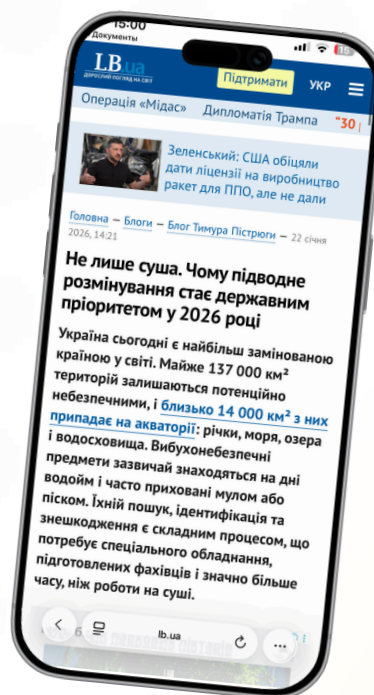 15:00
Документы
15
LB.ua
ДОРОСЛИЙ ПОГЛЯД НА СВІТ
Підтримати
УКР
Операція «Мідас» Дипломатія Трампа "30
Зеленський: США обіцяли
дати ліцензії на виробництво
ракет для ППО, але не дали
Головна — Блоги — Блог Тимура Пістрюги — 22 січня
2026, 14:21
Не лише суша. Чому підводне
розмінування стає державним
пріоритетом у 2026 році
Україна сьогодні є найбільш замінованою
країною у світі. Майже 137 000 км²
територій залишаються потенційно
небезпечними, і близько 14 000 км² з них
припадає на акваторії: річки, моря, озера
і водосховища. Вибухонебезпечні
предмети зазвичай знаходяться на дні
водойм і часто приховані мулом або
піском. Їхній пошук, ідентифікація та
знешкодження є складним процесом, що
потребує спеціального обладнання,
підготовлених фахівців і значно більше
часу, ніж роботи на суші.
lb.ua